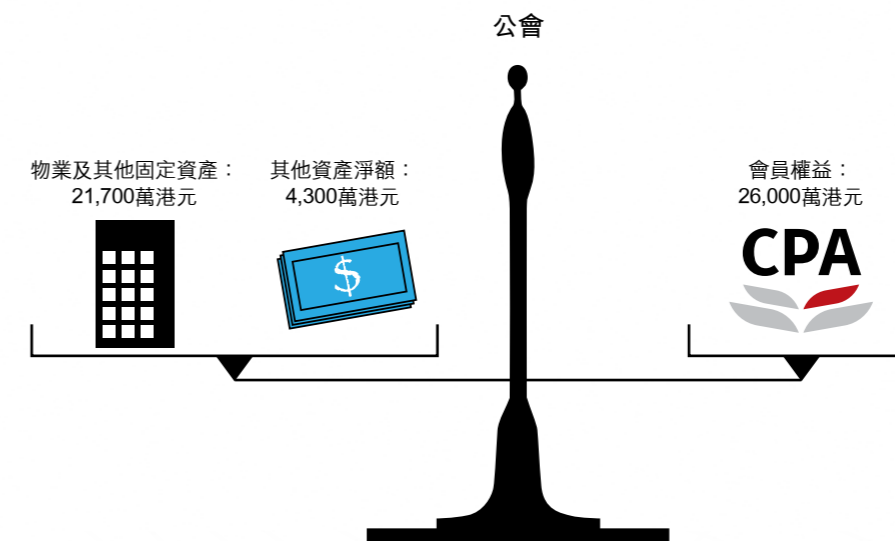 公會
物業及其他固定資產：
21,700萬港元
其他資產淨額：
4,300萬港元
$
會員權益：
26,000萬港元
CPA